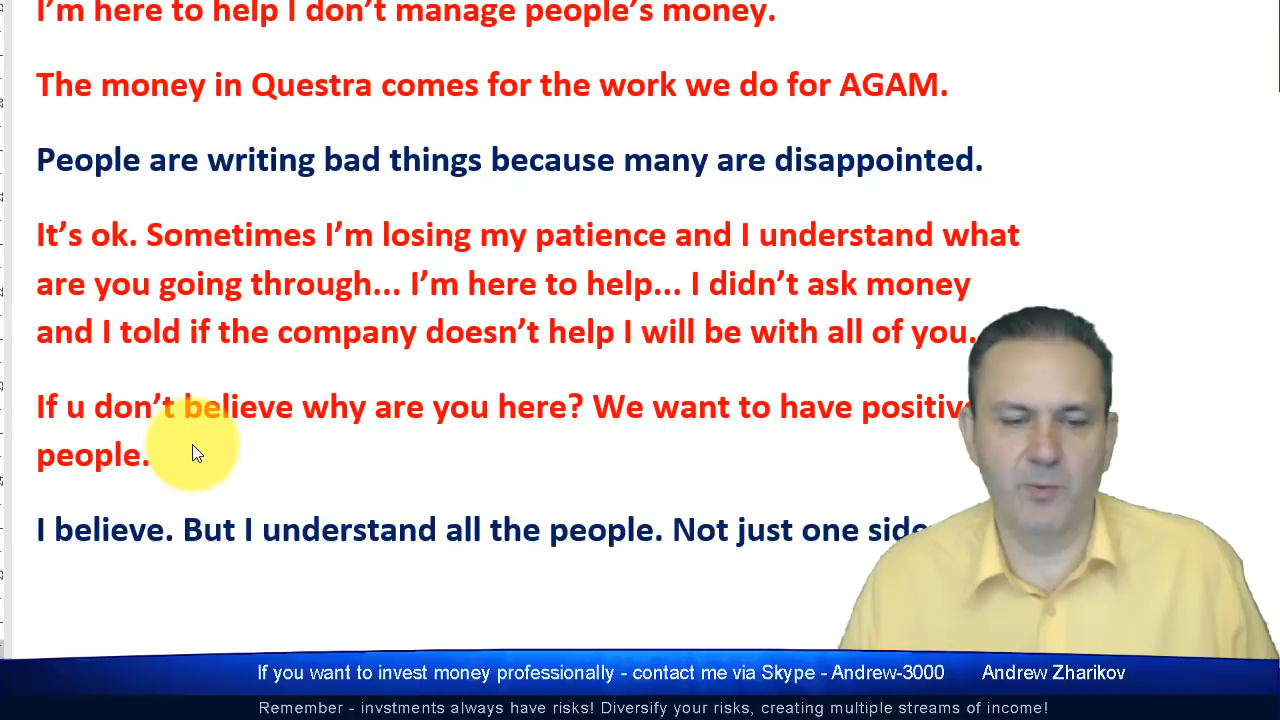 I'm here to help I don't manage people's money.
The money in Questra comes for the work we do for AGAM.
People are writing bad things because many are disappointed.
It's ok. Sometimes I'm losing my patience and I understand what
are you going through... I'm here to help... I didn't ask money
and I told if the company doesn't help I will be with all of you.
If u don't believe why are you here? We want to have
people.
I believe. But I understand all the people. Not just one
If you want to invest money professionally - contact me via Skype - Andrew-3000 Andrew Zharikov
Remember - invstments always have risks! Diversify your risks, creating multiple streams of income!